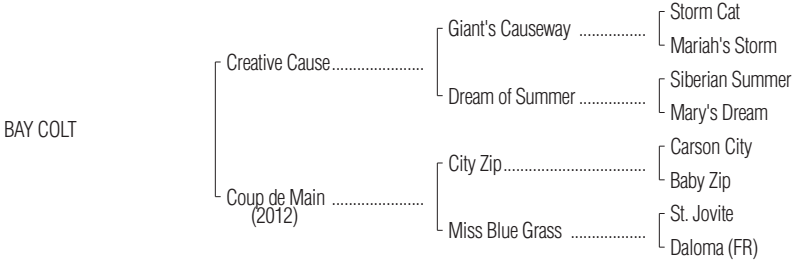 Storm Cat
Giant's Causeway ................
Mariah's Storm
Creative Cause......................
Siberian Summer
Dream of Summer ................
Mary's Dream
BAY COLT
Carson City
City Zip..................................
Baby Zip
Coup de Main ......................
(2012)
St. Jovite
Miss Blue Grass ..................
Daloma (FR)